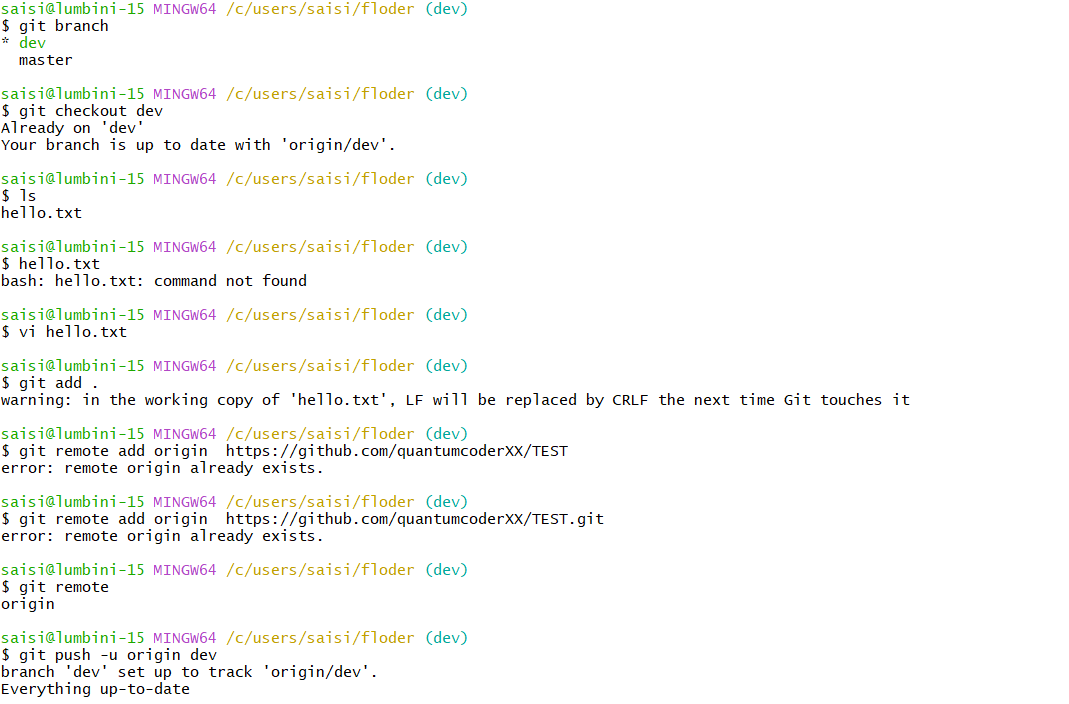 saisi@lumbini-15 MINGW64 /c/users/saisi/floder (dev)
$ git branch
* dev
  master
saisi@lumbini-15 MINGW64 /c/users/saisi/floder (dev)
$ git checkout dev
Already on 'dev'
Your branch is up to date with 'origin/dev'.
saisi@lumbini-15 MINGW64 /c/users/saisi/floder (dev)
$ ls
hello.txt
saisi@lumbini-15 MINGW64 /c/users/saisi/floder (dev)
$ hello.txt
bash: hello.txt: command not found
saisi@lumbini-15 MINGW64 /c/users/saisi/floder (dev)
$ vi hello.txt
saisi@lumbini-15 MINGW64 /c/users/saisi/floder (dev)
$ git add .
warning: in the working copy of 'hello.txt', LF will be replaced by CRLF the next time Git touches it
saisi@lumbini-15 MINGW64 /c/users/saisi/floder (dev)
$ git remote add origin  https://github.com/quantumcoderXX/TEST
error: remote origin already exists.
saisi@lumbini-15 MINGW64 /c/users/saisi/floder (dev)
$ git remote add origin  https://github.com/quantumcoderXX/TEST.git
error: remote origin already exists.
saisi@lumbini-15 MINGW64 /c/users/saisi/floder (dev)
$ git remote
origin
saisi@lumbini-15 MINGW64 /c/users/saisi/floder (dev)
$ git push -u origin dev
branch 'dev' set up to track 'origin/dev'.
Everything up-to-date